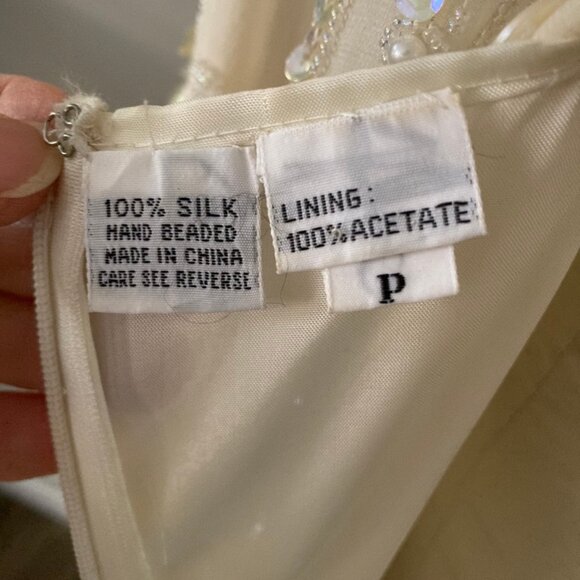 100% SILK
HAND BEADED
MADE IN CHINA
CARE SEE REVERSE
LINING:
100% ACETATE
P